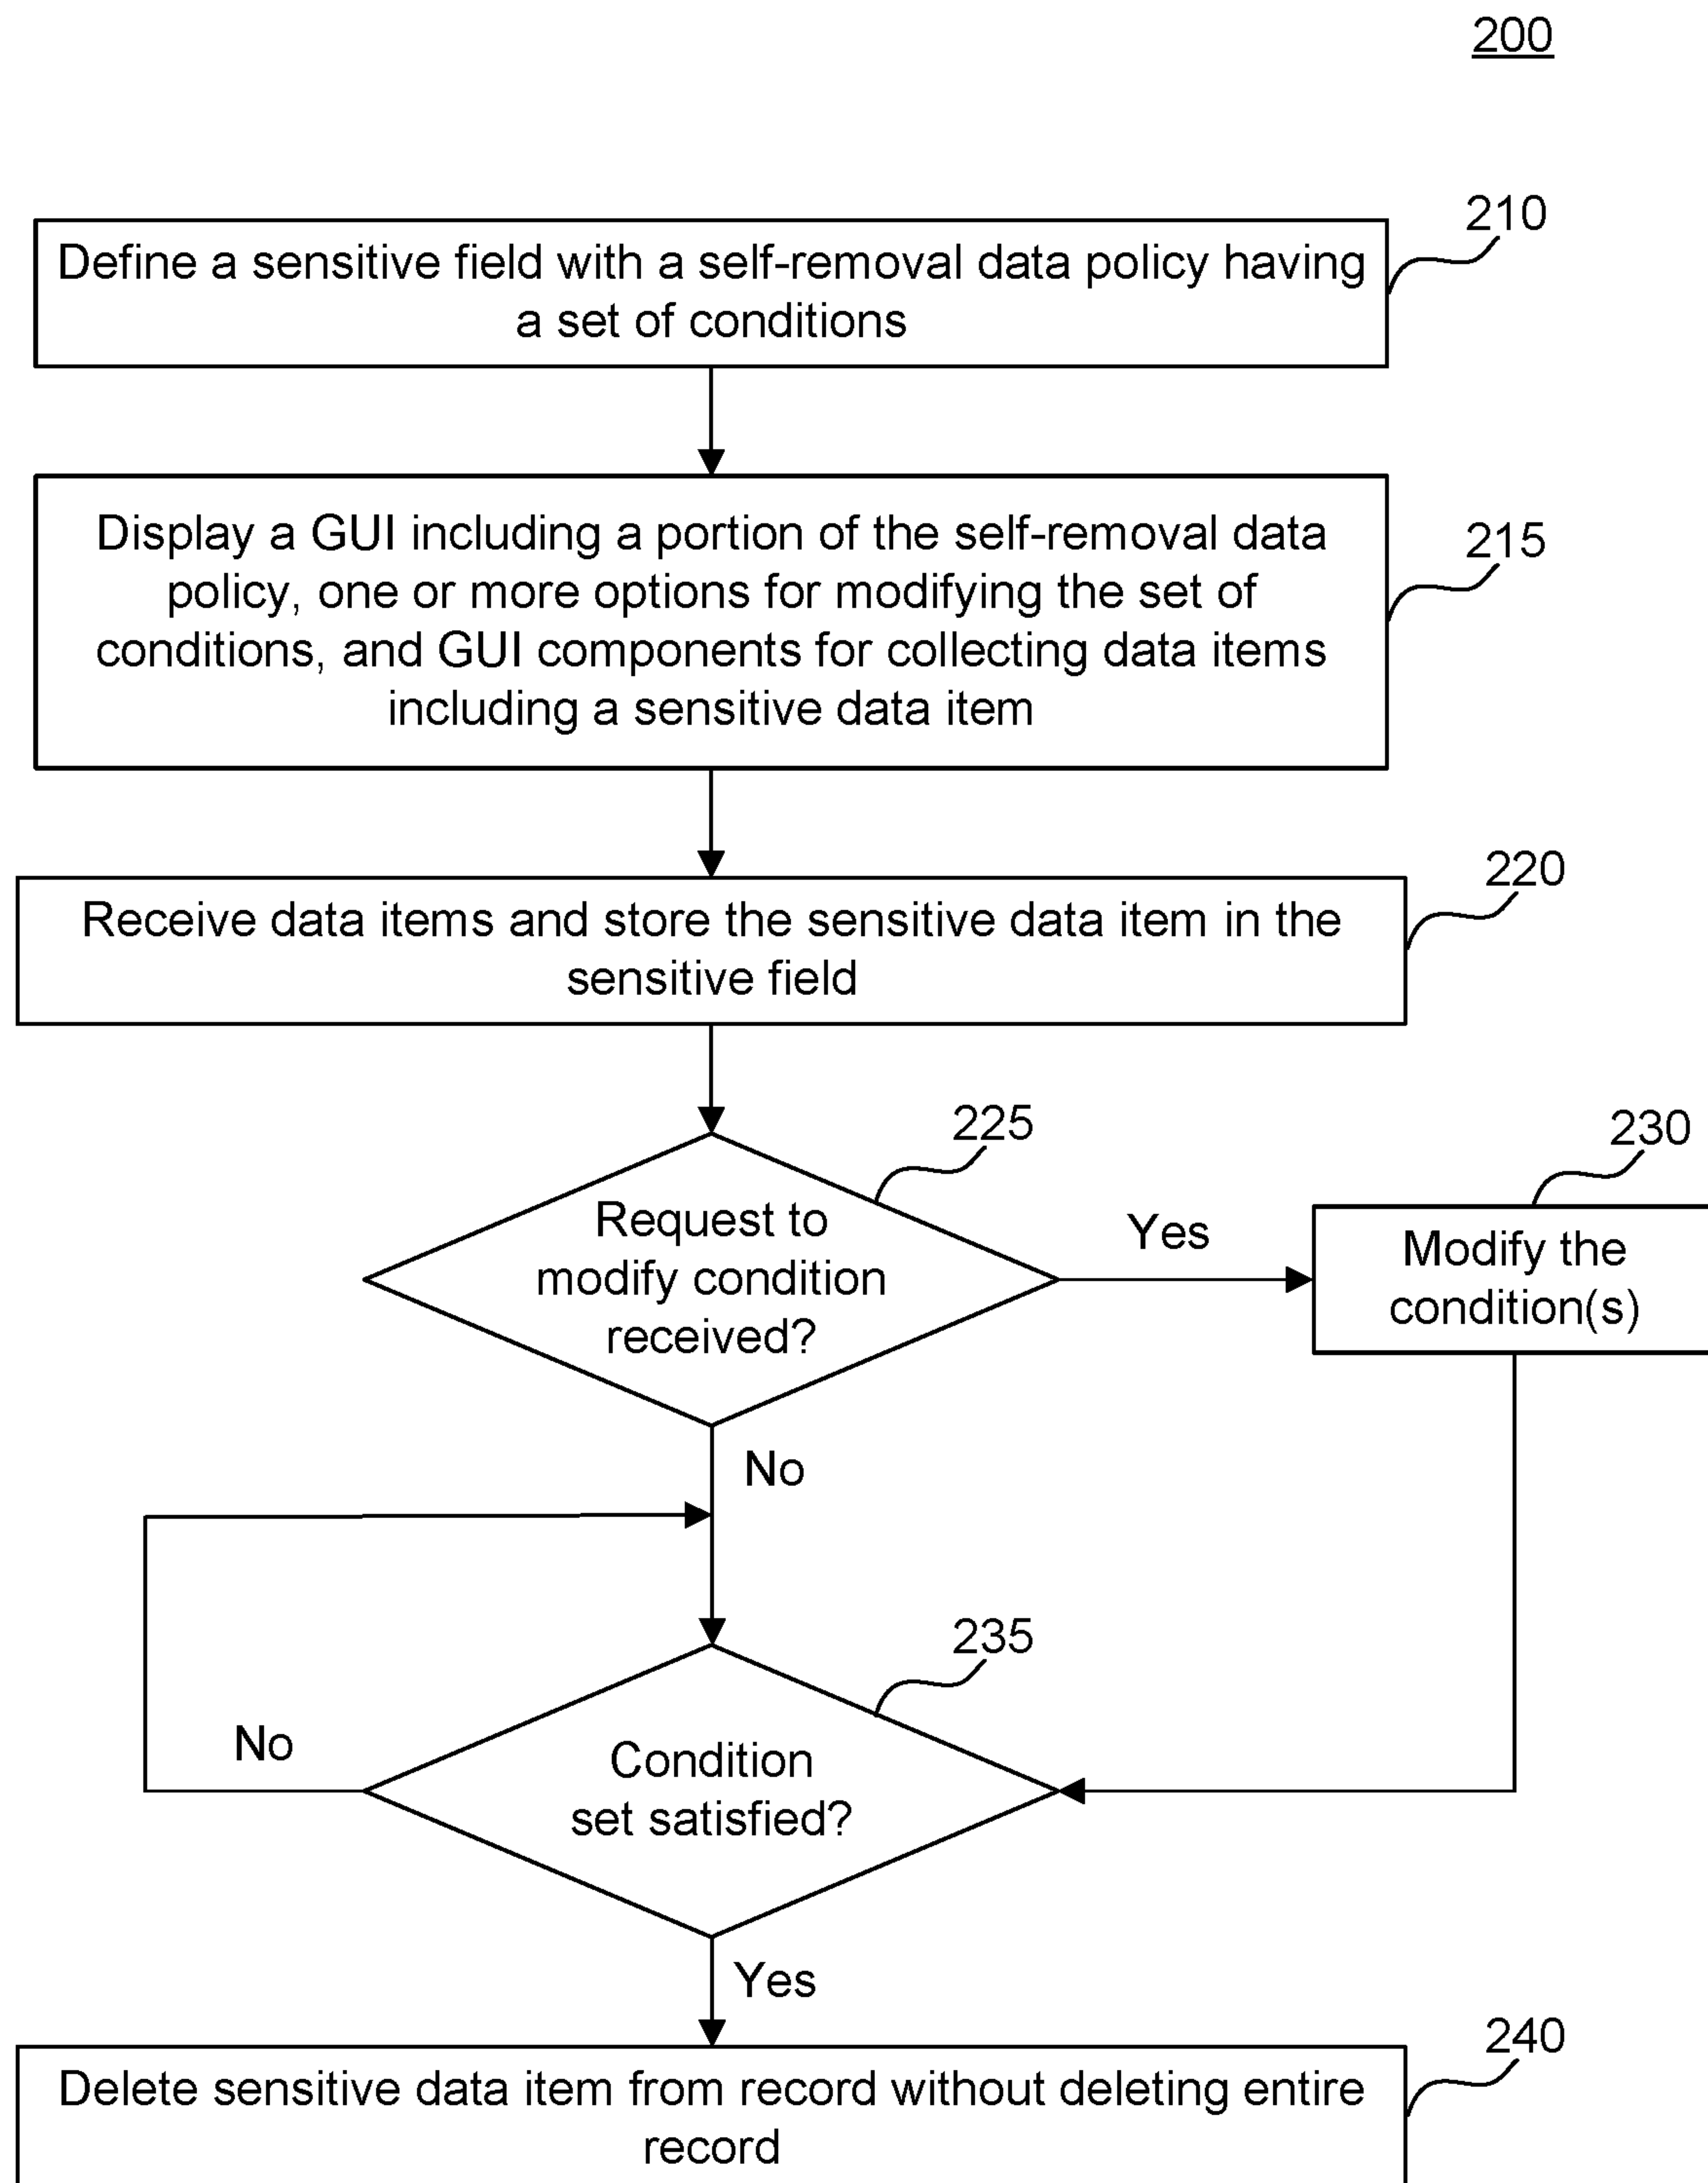 200
210
Define a sensitive field with a self-removal data policy having
a set of conditions
215
Display a GUI including a portion of the self-removal data
policy, one or more options for modifying the set of
conditions, and GUI components for collecting data items
including a sensitive data item
220
Receive data items and store the sensitive data item in the
sensitive field
225
Request to
modify condition
received?
Yes
230
Modify the
condition(s)
No
235
Condition
set satisfied?
No
Yes
240
Delete sensitive data item from record without deleting entire
record